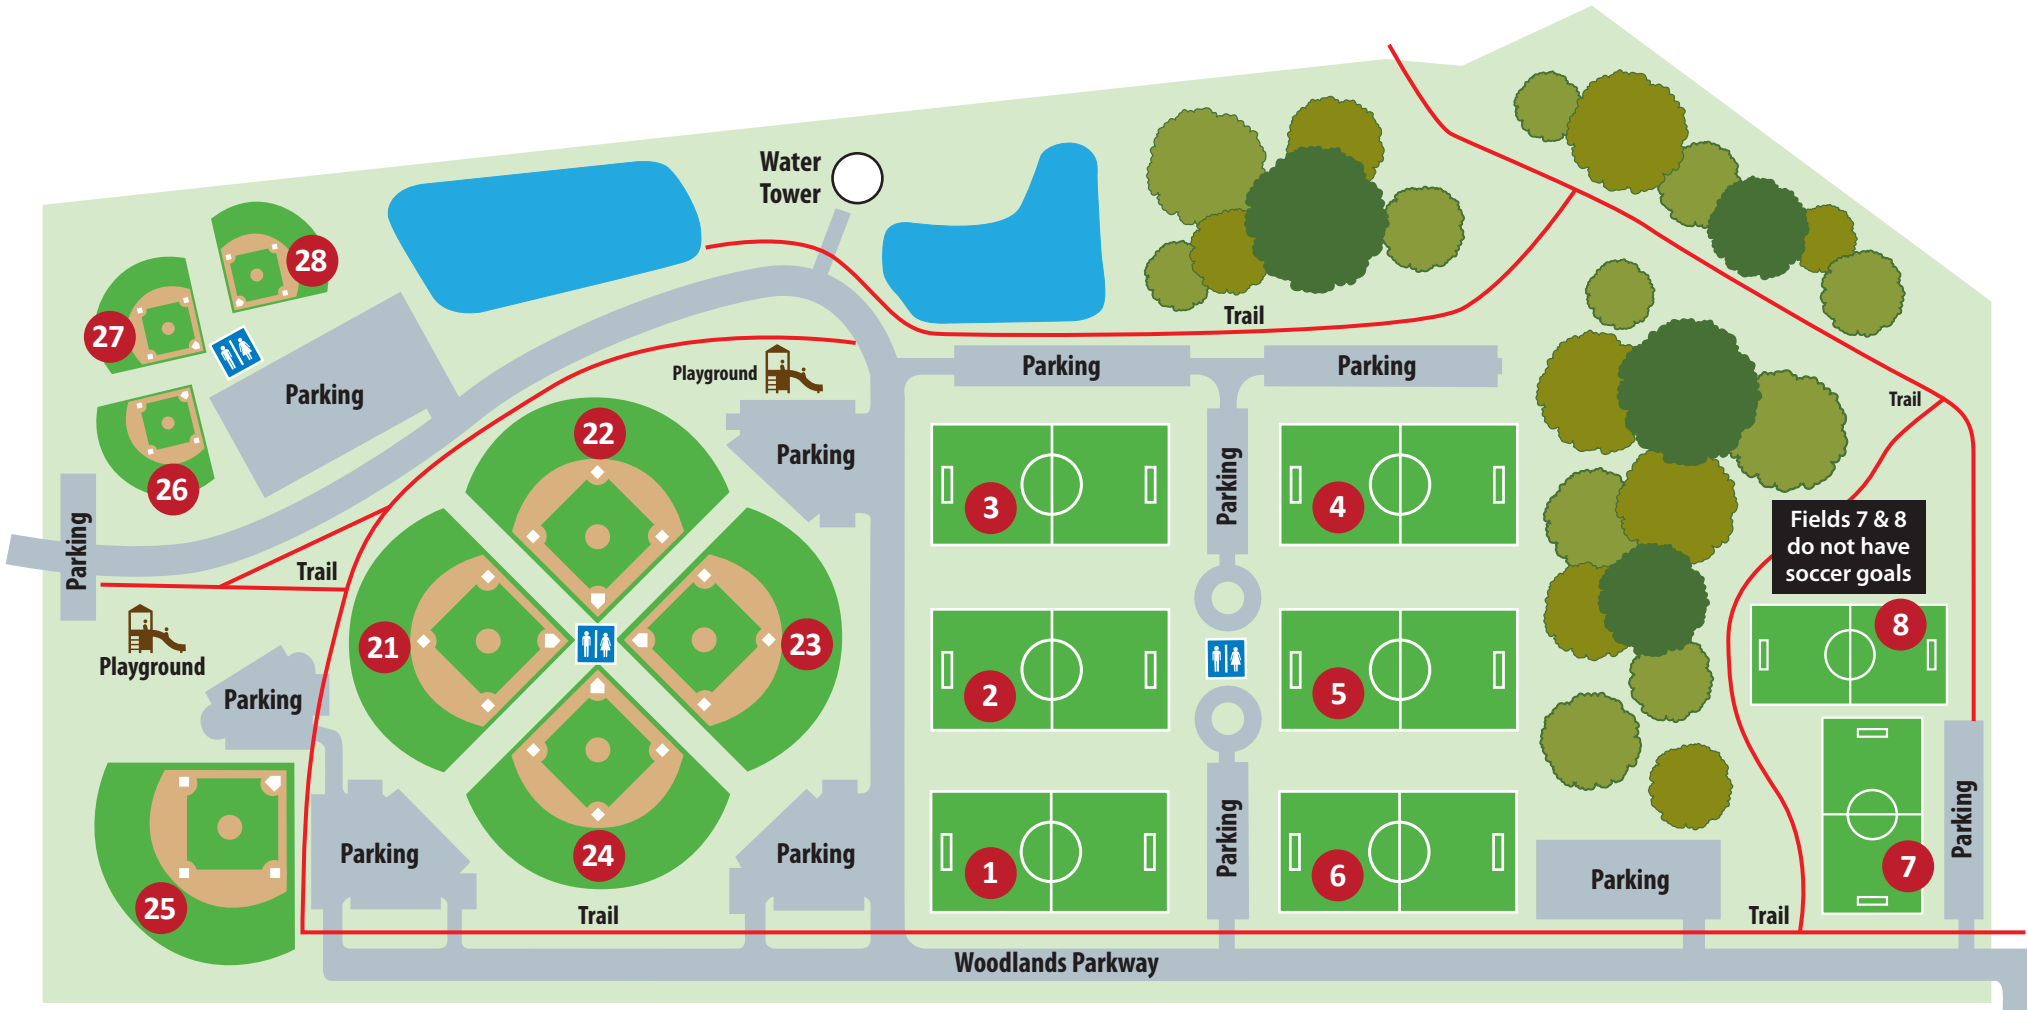 Water
Tower
28
27
Trail
Parking
Parking
Playground
Parking
Trail
22
Parking
3
Parking
4
26
Fields 7 & 8
do not have
soccer goals
Parking
Trail
8
21
23
Playground
2
5
Parking
Parking
24
Parking
1
Parking
6
Parking
7
Parking
25
Trail
Trail
Woodlands Parkway